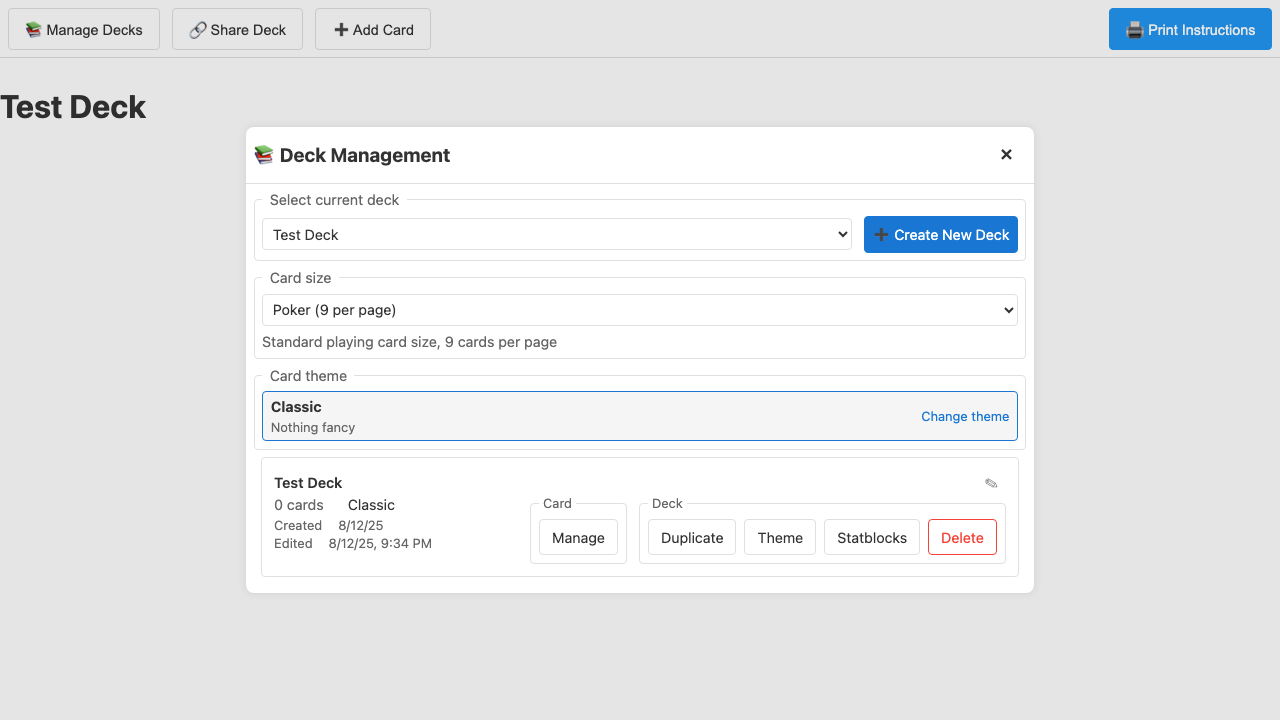 Manage Decks
Share Deck
Add Card
Print Instructions
Test Deck
Deck Management
Select current deck
Test Deck
Create New Deck
Card size
Poker (9 per page)
Standard playing card size, 9 cards per page
Card theme
Classic
Nothing fancy
Change theme
Test Deck
0 cards Classic
Created 8/12/25
Edited 8/12/25, 9:34 PM
Card
Manage
Deck
Duplicate
Theme
Statblocks
Delete